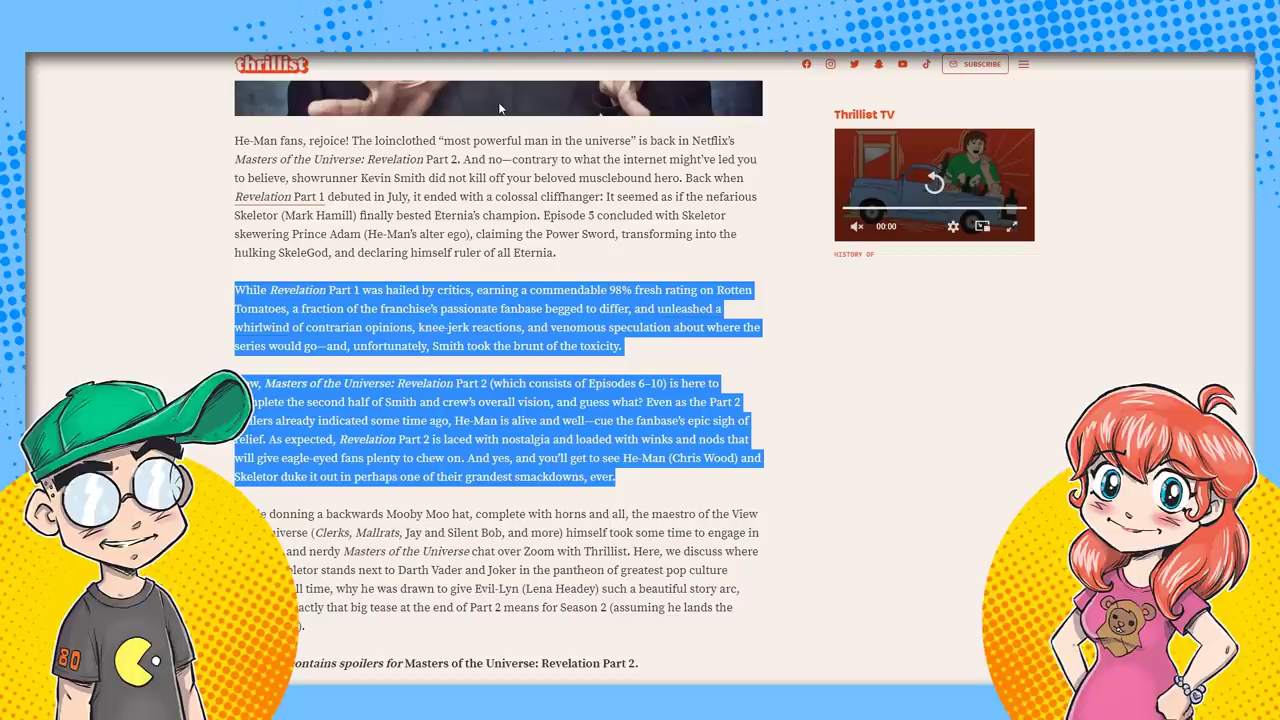 thrillist
SUBSCRIBE
Thrillist TV
00:00
HISTORY OF
He-Man fans, rejoice! The loinclothed “most powerful man in the universe” is back in Netflix’s
Masters of the Universe: Revelation Part 2. And no—contrary to what the internet might’ve led you
to believe, showrunner Kevin Smith did not kill off your beloved musclebound hero. Back when
Revelation Part 1 debuted in July, it ended with a colossal cliffhanger: It seemed as if the nefarious
Skeletor (Mark Hamill) finally bested Eternia’s champion. Episode 5 concluded with Skeletor
skewering Prince Adam (He-Man’s alter ego), claiming the Power Sword, transforming into the
hulking SkeleGod, and declaring himself ruler of all Eternia.
While Revelation Part 1 was hailed by critics, earning a commendable 98% fresh rating on Rotten
Tomatoes, a fraction of the franchise’s passionate fanbase begged to differ, and unleashed a
whirlwind of contrarian opinions, knee-jerk reactions, and venomous speculation about where the
series would go—and, unfortunately, Smith took the brunt of the toxicity.
Masters of the Universe: Revelation Part 2 (which consists of Episodes 6–10) is here to
the second half of Smith and crew’s overall vision, and guess what? Even as the Part 2
already indicated some time ago, He-Man is alive and well—cue the fanbase’s epic sigh of
relief. As expected, Revelation Part 2 is laced with nostalgia and loaded with winks and nods that
will give eagle-eyed fans plenty to chew on. And yes, and you’ll get to see He-Man (Chris Wood) and
Skeletor duke it out in perhaps one of their grandest smackdowns, ever.
donning a backwards Mooby Moo hat, complete with horns and all, the maestro of the View
(Clerks, Mallrats, Jay and Silent Bob, and more) himself took some time to engage in
and nerdy Masters of the Universe chat over Zoom with Thrillist. Here, we discuss where
stands next to Darth Vader and Joker in the pantheon of greatest pop culture
time, why he was drawn to give Evil-Lyn (Lena Headey) such a beautiful story arc,
that big tease at the end of Part 2 means for Season 2 (assuming he lands the
contains spoilers for Masters of the Universe: Revelation Part 2.
80